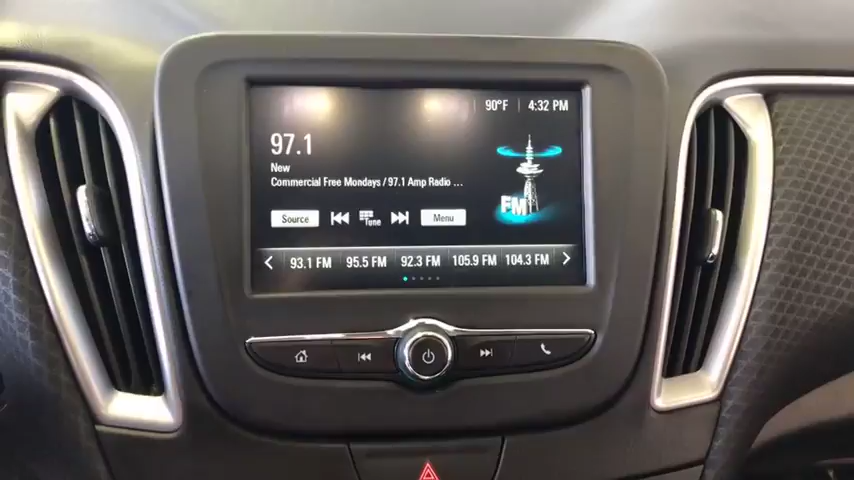 90°F 4:32 PM
97.1
New
Commercial Free Mondays / 97.1 Amp Radio ...
FM
Source Tune Menu
93.1 FM 95.5 FM 92.3 FM 105.9 FM 104.3 FM